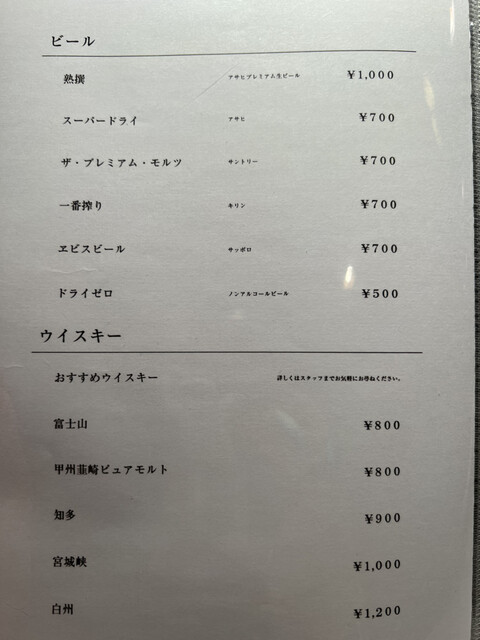 ビール
熟撰 アサヒプレミアム生ビール ¥1,000
スーパードライ アサヒ ¥700
ザ・プレミアム・モルツ サントリー ¥700
一番搾り キリン ¥700
ヱビスビール サッポロ ¥700
ドライゼロ ノンアルコールビール ¥500
ウイスキー
おすすめウイスキー 詳しくはスタッフまでお気軽にお尋ねください。
富士山 ¥800
甲州韮崎ピュアモルト ¥800
知多 ¥900
宮城峡 ¥1,000
白州 ¥1,200